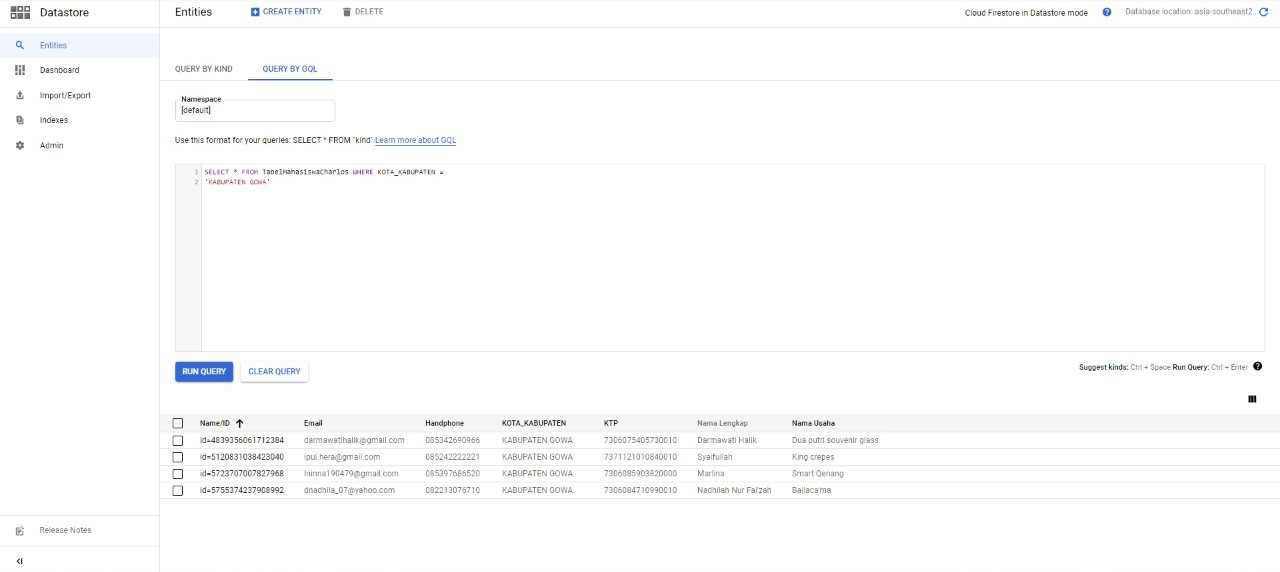 Datastore
Entities
CREATE ENTITY
DELETE
Cloud Firestore in Datastore mode
Database location: asia-southeast2
Entities
Dashboard
Import/Export
Indexes
Admin
QUERY BY KIND
QUERY BY GQL
Namespace
[default]
Use this format for your queries: SELECT * FROM `kind` Learn more about GQL
1 SELECT * FROM TabelMahasiswaCharlos WHERE KOTA_KABUPATEN =
2 'KABUPATEN GOWA'
RUN QUERY
CLEAR QUERY
Suggest kinds: Ctrl + Space Run Query: Ctrl + Enter
Name/ID Email Handphone KOTA_KABUPATEN KTP Nama Lengkap Nama Usaha
id=4839356061712384 darmawatihalik@gmail.com 085342690966 KABUPATEN GOWA 7306075405730010 Darmawati Halik Dua putri souvenir glass
id=5120831038423040 ipul.hera@gmail.com 085242222221 KABUPATEN GOWA 7371121010840010 Syaifullah King crepes
id=5723707007827968 lninna190479@gmail.com 085397686520 KABUPATEN GOWA 7306085903820000 Marlina Smart Qenang
id=5755374237908992 dnadhila_07@yahoo.com 082213076710 KABUPATEN GOWA 7306084710990010 Nadhilah Nur Fai'zah Ballaca'ma
Release Notes